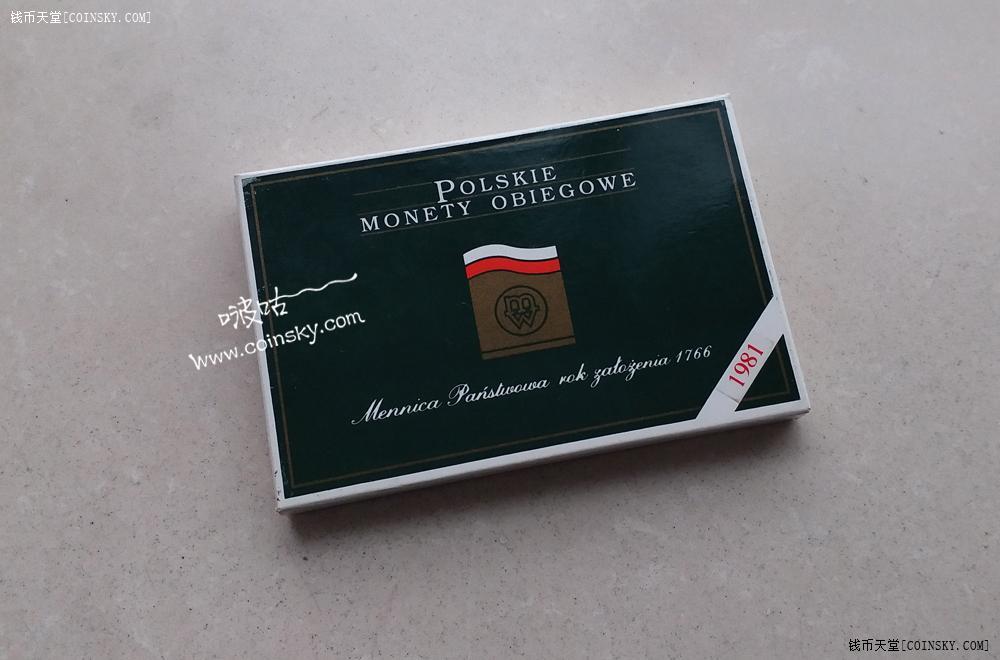 钱币天堂[COINSKY.COM]
POLSKIE
MONETY OBIEGOWE
啵咕
www.coinsky.com
MW
Mennica Państwowa rok założenia 1766
1981
钱币天堂[COINSKY.COM]